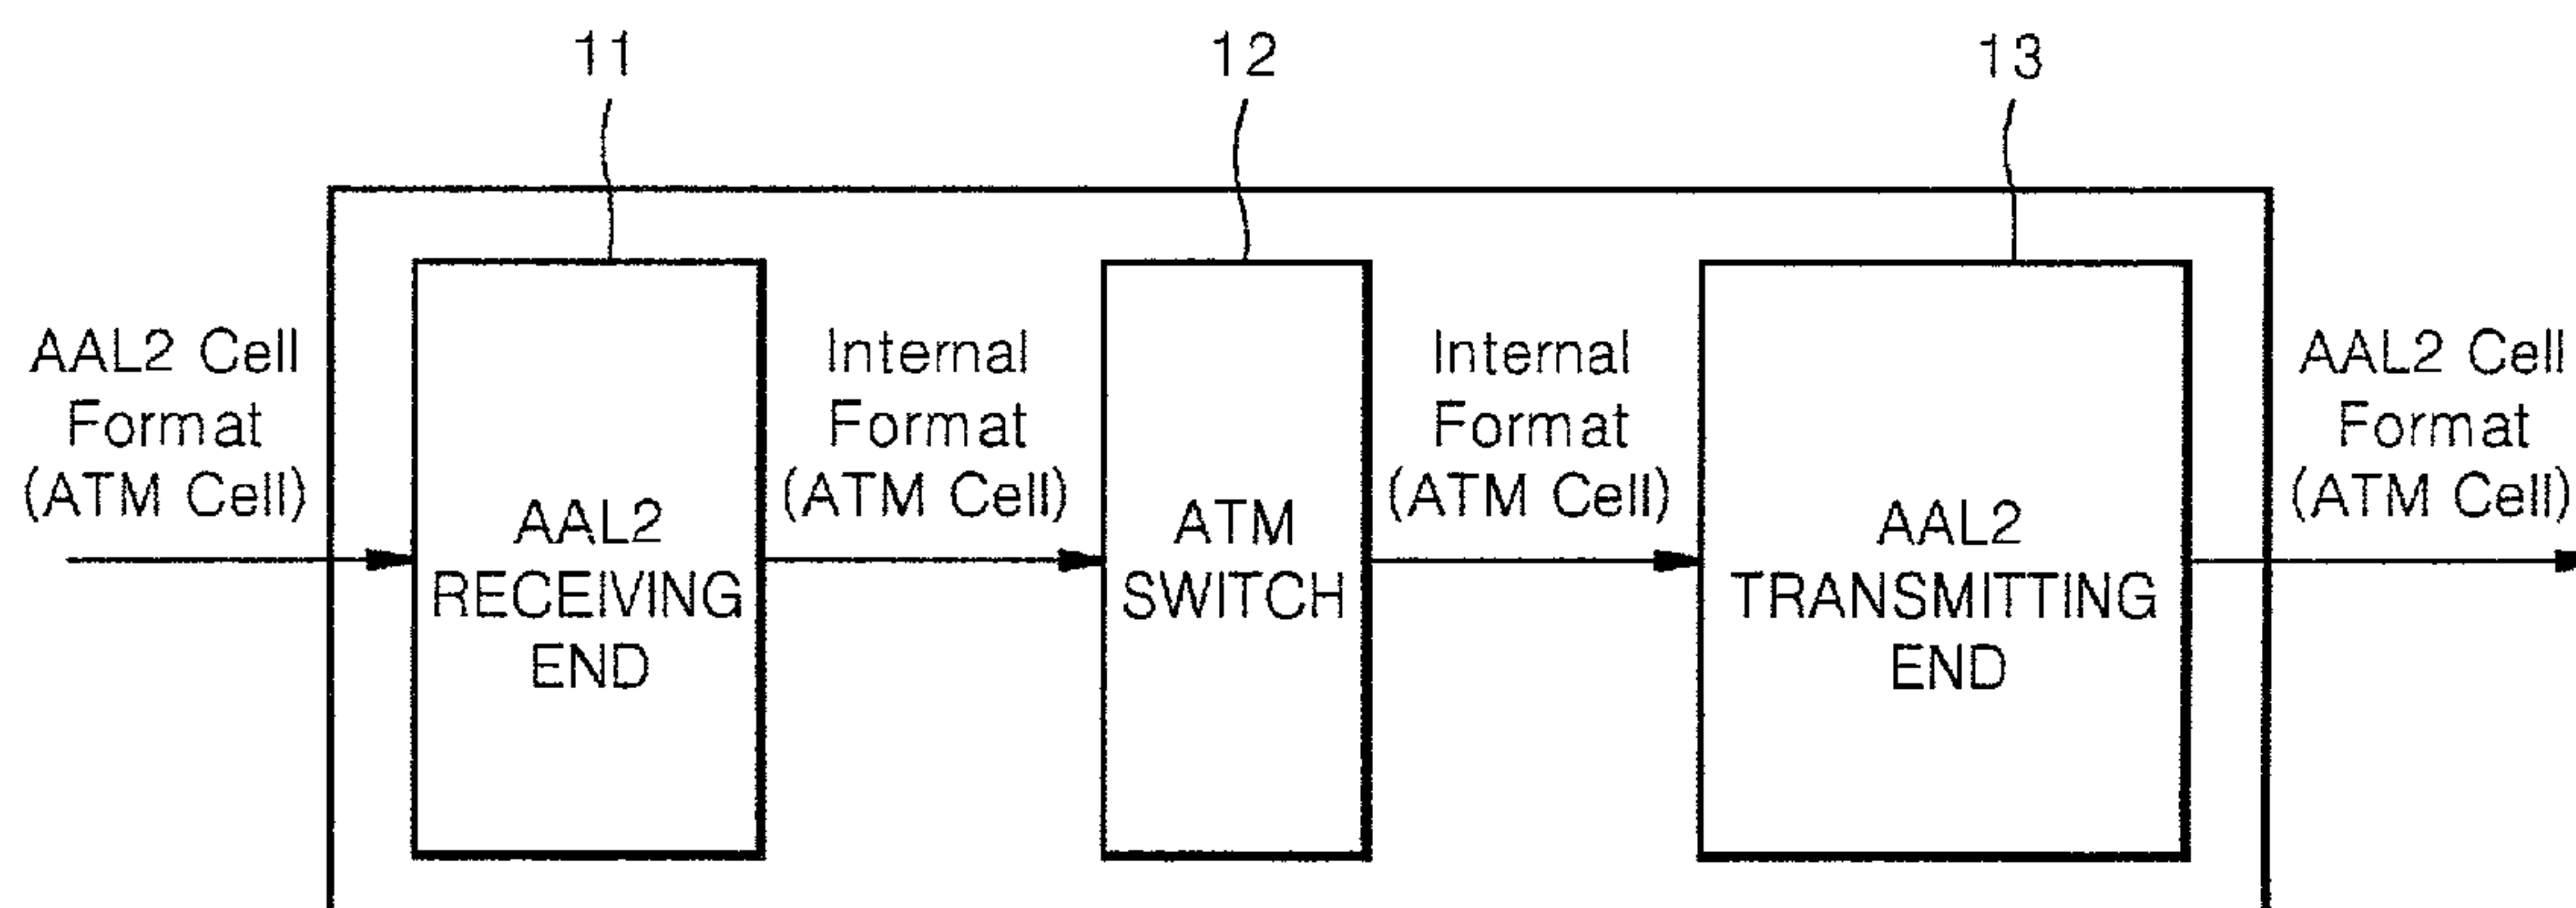 11
12
13
AAL2 Cell
Format
(ATM Cell)
AAL2
RECEIVING
END
Internal
Format
(ATM Cell)
ATM
SWITCH
Internal
Format
(ATM Cell)
AAL2
TRANSMITTING
END
AAL2 Cell
Format
(ATM Cell)